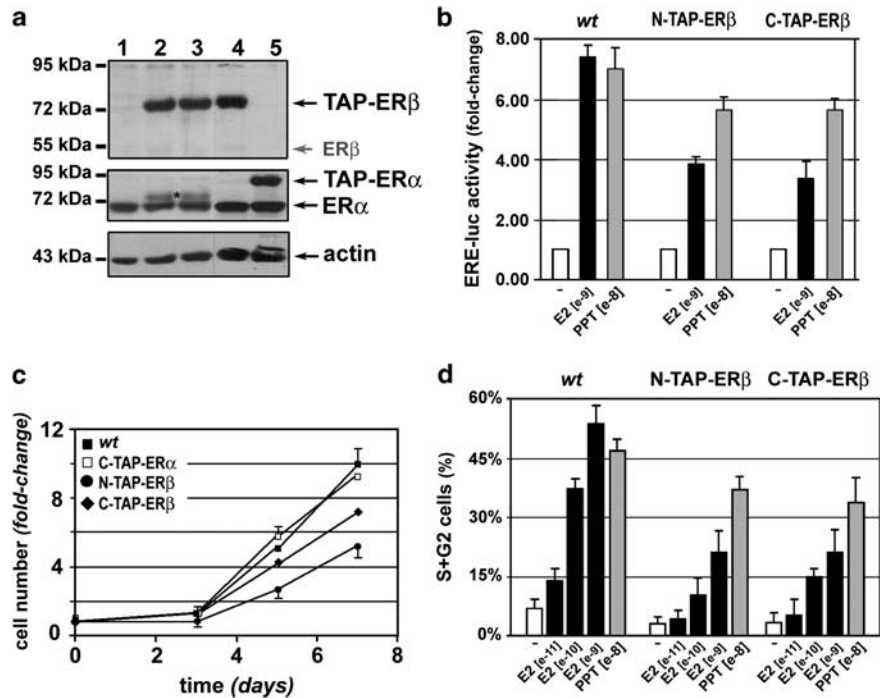 a
1 2 3 4 5
95 kDa
72 kDa
55 kDa
TAP-ERβ
ERβ
95 kDa
72 kDa
*
TAP-ERα
ERα
43 kDa
actin
b
wt N-TAP-ERβ C-TAP-ERβ
ERE-luc activity (fold-change)
8.00
6.00
4.00
2.00
0.00
- E2 [e-9] PPT [e-8] - E2 [e-9] PPT [e-8] - E2 [e-9] PPT [e-8]
c
cell number (fold-change)
12
8
4
0
wt
C-TAP-ERα
N-TAP-ERβ
C-TAP-ERβ
0 2 4 6 8
time (days)
d
wt N-TAP-ERβ C-TAP-ERβ
S+G2 cells (%)
60%
45%
30%
15%
0%
- E2 [e-11] E2 [e-10] E2 [e-9] PPT [e-8] - E2 [e-11] E2 [e-10] E2 [e-9] PPT [e-8] - E2 [e-11] E2 [e-10] E2 [e-9] PPT [e-8]